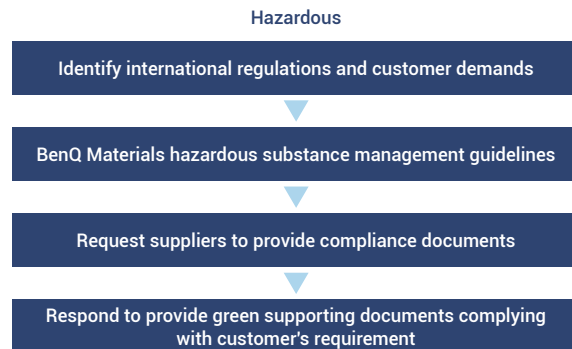 Hazardous
Identify international regulations and customer demands
BenQ Materials hazardous substance management guidelines
Request suppliers to provide compliance documents
Respond to provide green supporting documents complying
with customer's requirement